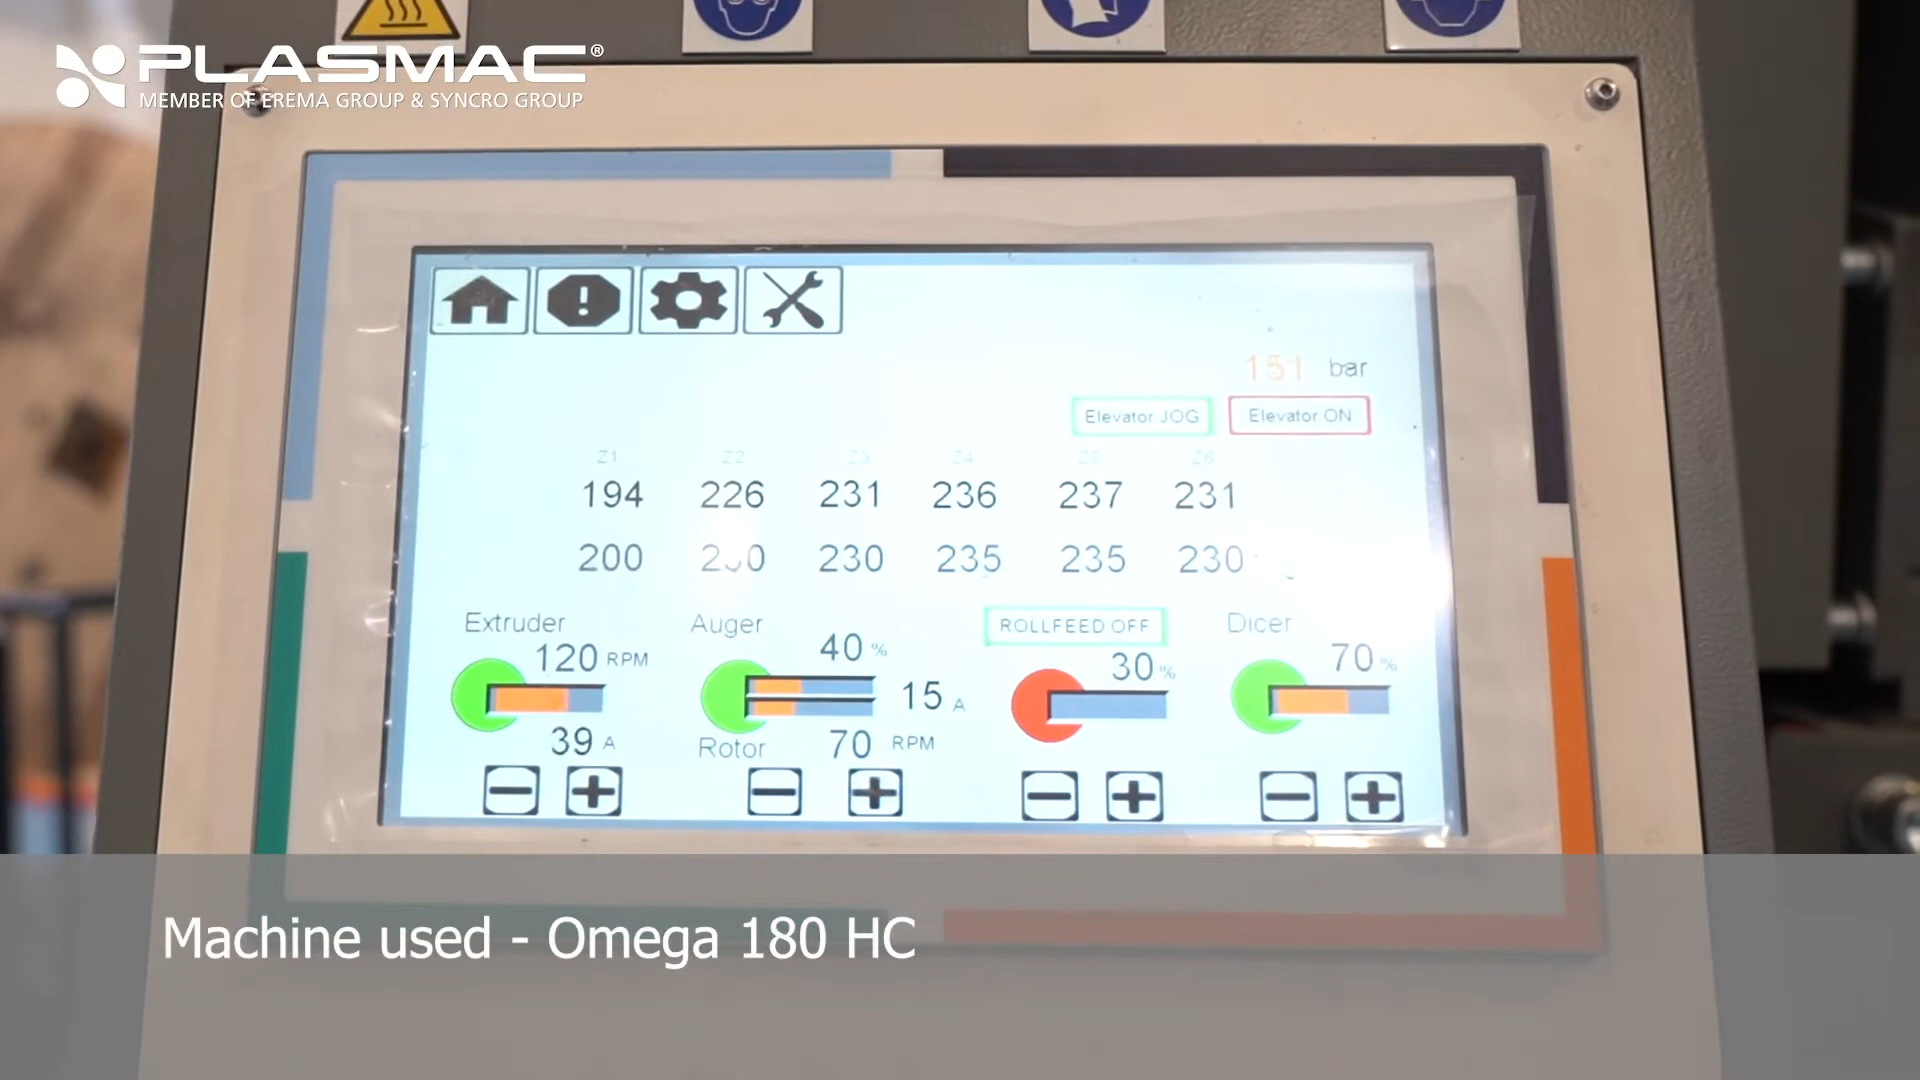 PLASMAC®
MEMBER OF EREMA GROUP & SYNCRO GROUP
151 bar
Elevator JOG Elevator ON
Z1 Z2 Z3 Z4 Z5 Z6
194 226 231 236 237 231
200 230 235 235 230
Extruder Auger ROLLFEED OFF Dicer
120 RPM 40 % 30 % 70 %
15 A
39 A Rotor 70 RPM
Machine used - Omega 180 HC